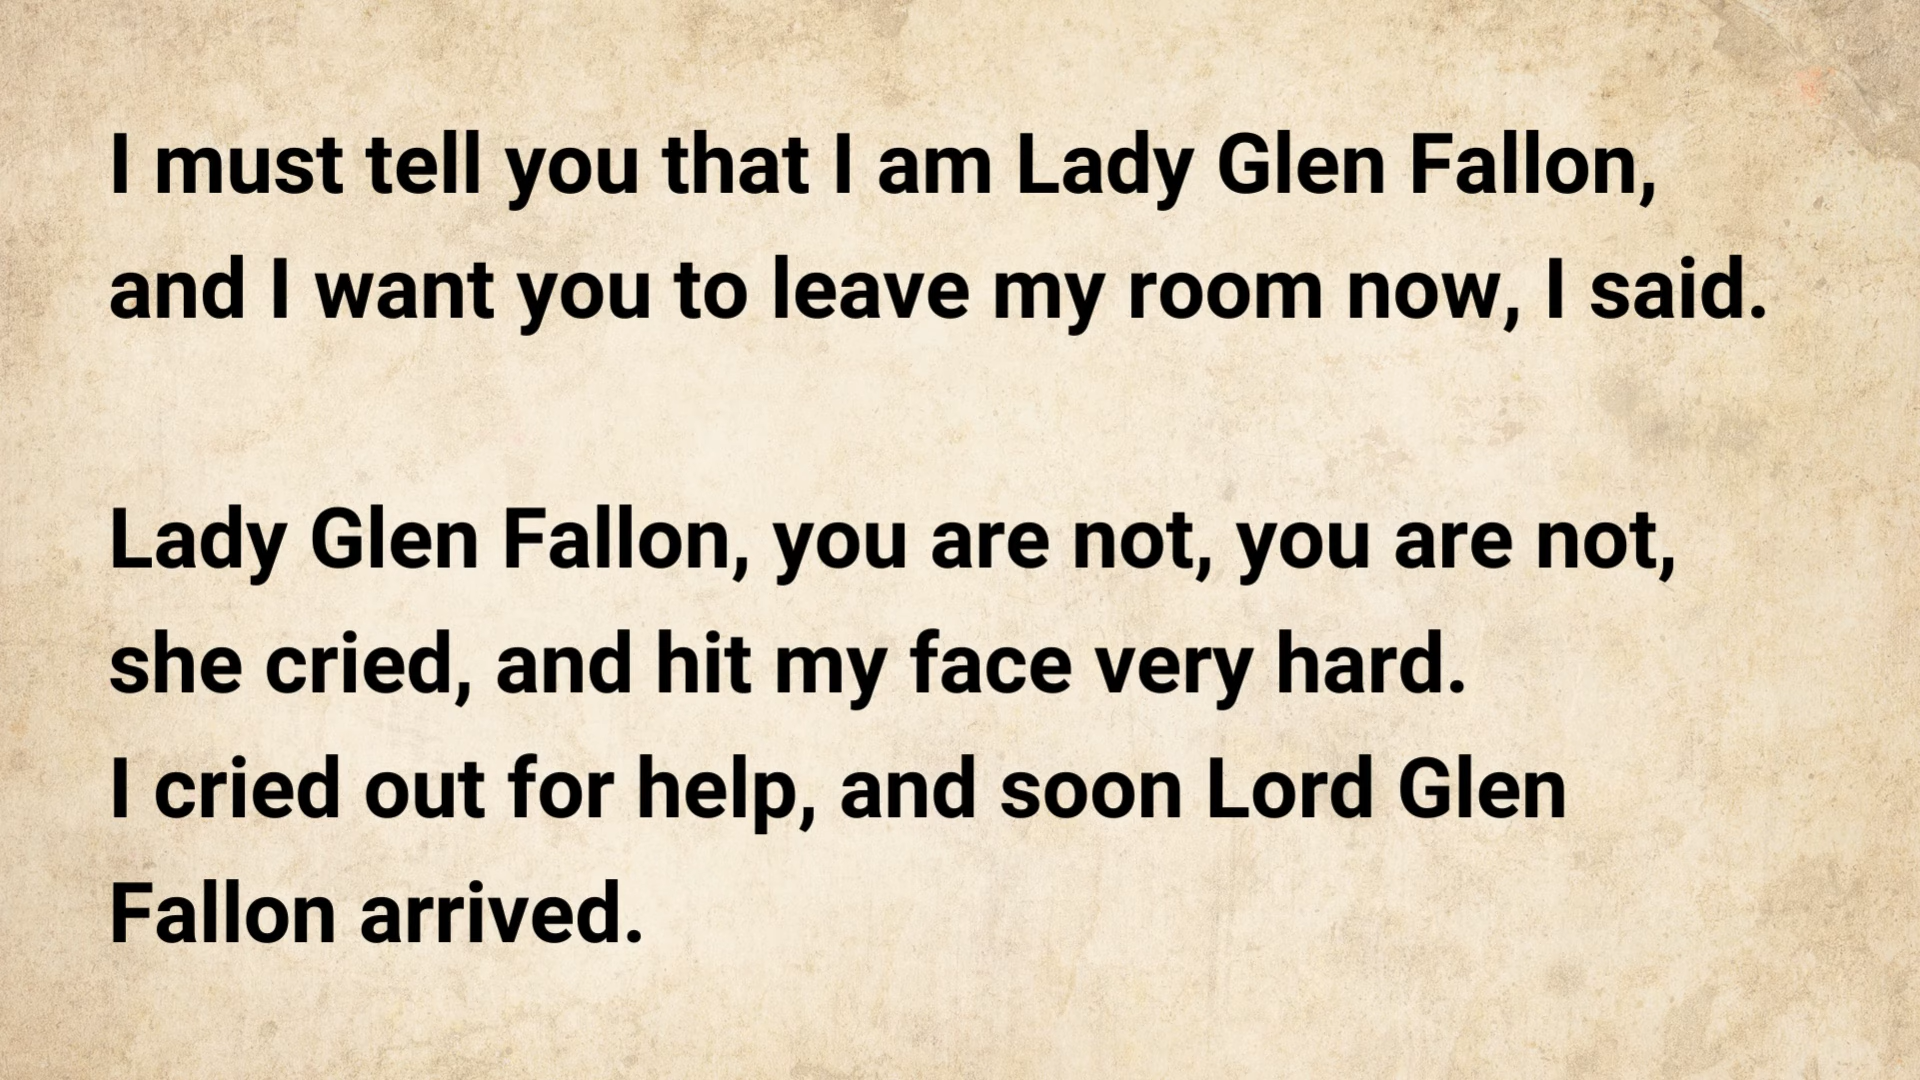 I must tell you that I am Lady Glen Fallon,
and I want you to leave my room now, I said.
Lady Glen Fallon, you are not, you are not,
she cried, and hit my face very hard.
I cried out for help, and soon Lord Glen
Fallon arrived.